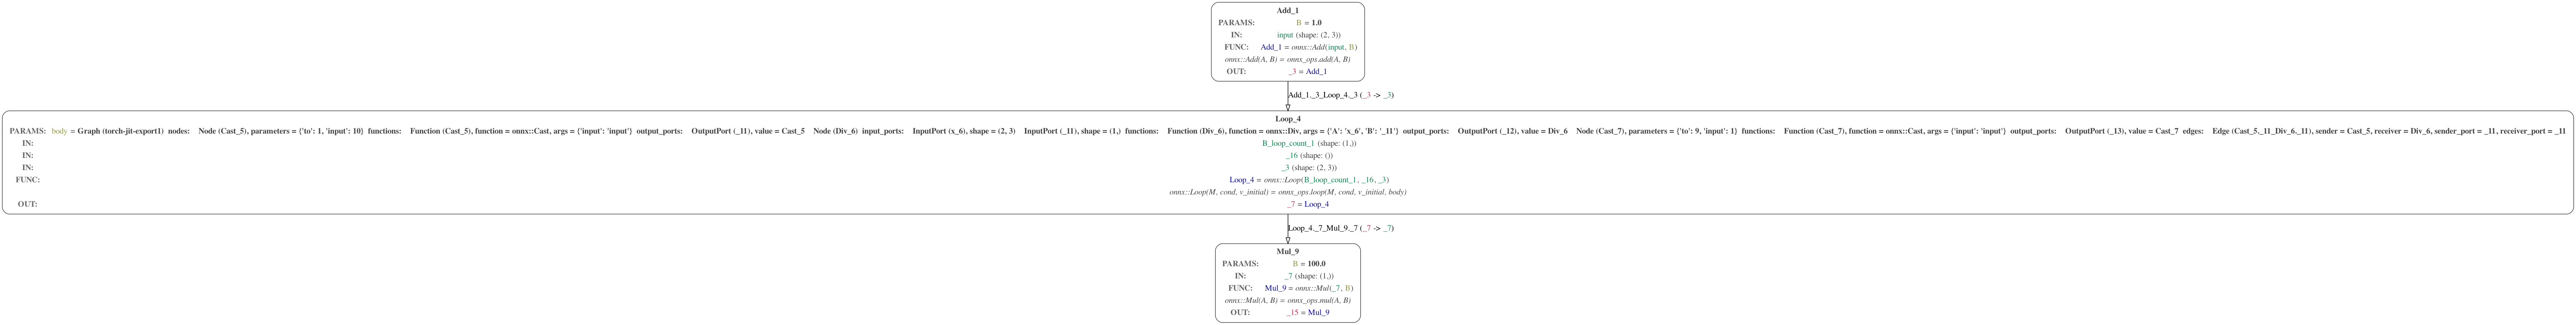 Add_1
PARAMS: B = 1.0
IN: input (shape: (2, 3))
FUNC: Add_1 = onnx::Add(input, B)
onnx::Add(A, B) = onnx_ops.add(A, B)
OUT: _3 = Add_1
Add_1._3_Loop_4._3 (_3 -> _3)
Loop_4
PARAMS: body = Graph (torch-jit-export1) nodes: Node (Cast_5), parameters = {'to': 1, 'input': 10} functions: Function (Cast_5), function = onnx::Cast, args = {'input': 'input'} output_ports: OutputPort (_11), value = Cast_5 Node (Div_6) input_ports: InputPort (x_6), shape = (2, 3) InputPort (_11), shape = (1,) functions: Function (Div_6), function = onnx::Div, args = {'A': 'x_6', 'B': '_11'} output_ports: OutputPort (_12), value = Div_6 Node (Cast_7), parameters = {'to': 9, 'input': 1} functions: Function (Cast_7), function = onnx::Cast, args = {'input': 'input'} output_ports: OutputPort (_13), value = Cast_7 edges: Edge (Cast_5._11_Div_6._11), sender = Cast_5, receiver = Div_6, sender_port = _11, receiver_port = _11
IN: B_loop_count_1 (shape: (1,))
IN: _16 (shape: ())
IN: _3 (shape: (2, 3))
FUNC: Loop_4 = onnx::Loop(B_loop_count_1, _16, _3)
onnx::Loop(M, cond, v_initial) = onnx_ops.loop(M, cond, v_initial, body)
OUT: _7 = Loop_4
Loop_4._7_Mul_9._7 (_7 -> _7)
Mul_9
PARAMS: B = 100.0
IN: _7 (shape: (1,))
FUNC: Mul_9 = onnx::Mul(_7, B)
onnx::Mul(A, B) = onnx_ops.mul(A, B)
OUT: _15 = Mul_9